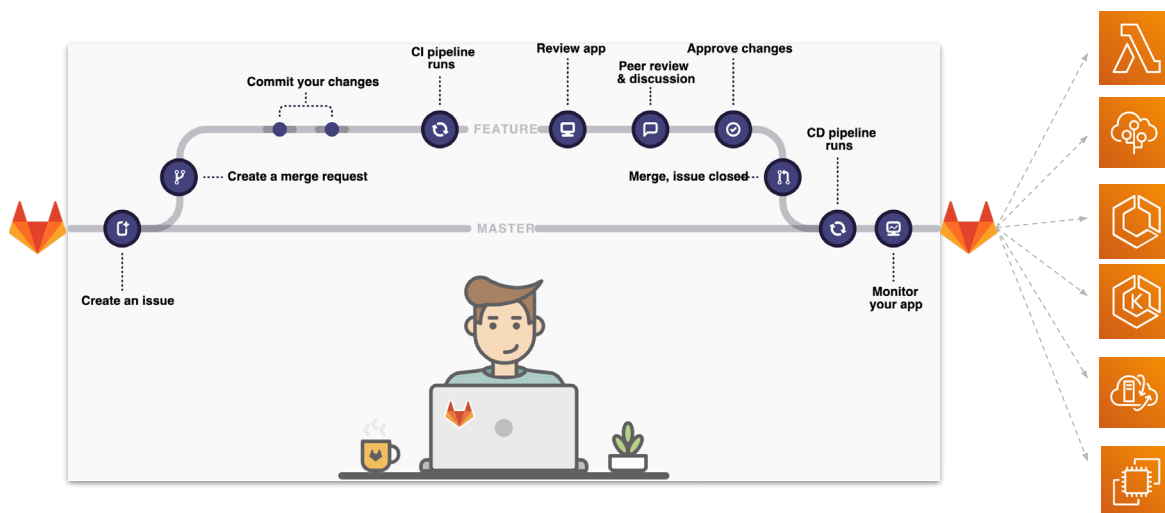 CI pipeline
runs
Review app
Approve changes
Peer review
& discussion
Commit your changes
FEATURE
CD pipeline
runs
Create a merge request
Merge, issue closed
MASTER
Create an issue
Monitor
your app
K